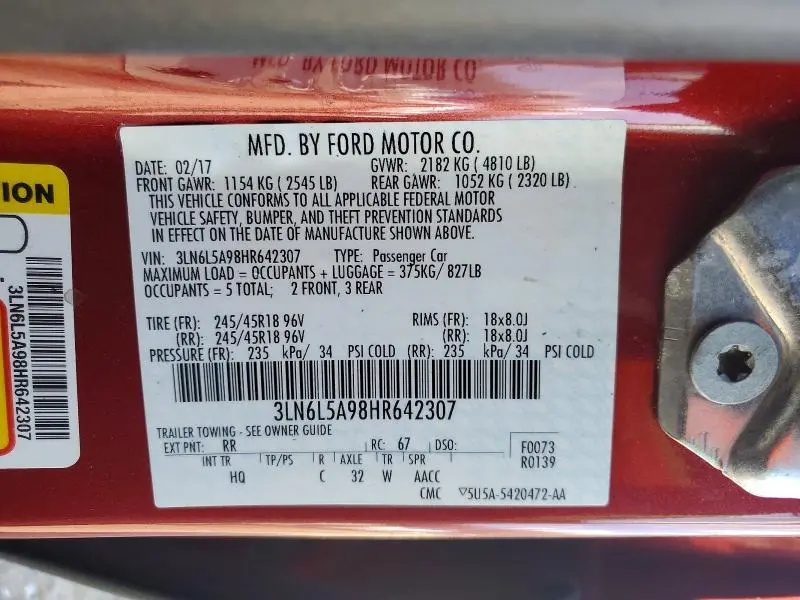 MFD. BY FORD MOTOR CO.
MFD. BY FORD MOTOR CO.
DATE: 02/17 GVWR: 2182 KG ( 4810 LB)
FRONT GAWR: 1154 KG ( 2545 LB) REAR GAWR: 1052 KG ( 2320 LB)
THIS VEHICLE CONFORMS TO ALL APPLICABLE FEDERAL MOTOR
VEHICLE SAFETY, BUMPER, AND THEFT PREVENTION STANDARDS
IN EFFECT ON THE DATE OF MANUFACTURE SHOWN ABOVE.
VIN: 3LN6L5A98HR642307 TYPE: Passenger Car
MAXIMUM LOAD = OCCUPANTS + LUGGAGE = 375KG/ 827LB
OCCUPANTS = 5 TOTAL; 2 FRONT, 3 REAR
TIRE (FR): 245/45R18 96V RIMS (FR): 18x8.0J
(RR): 245/45R18 96V (RR): 18x8.0J
PRESSURE (FR): 235 kPa/ 34 PSI COLD (RR): 235 kPa/ 34 PSI COLD
3LN6L5A98HR642307
TRAILER TOWING - SEE OWNER GUIDE
EXT PNT: RR RC: 67 DSO: F0073
INT TR TP/PS R AXLE TR SPR R0139
HQ C 32 W AACC
CMC ▽5U5A-5420472-AA
ION
3LN6L5A98HR642307